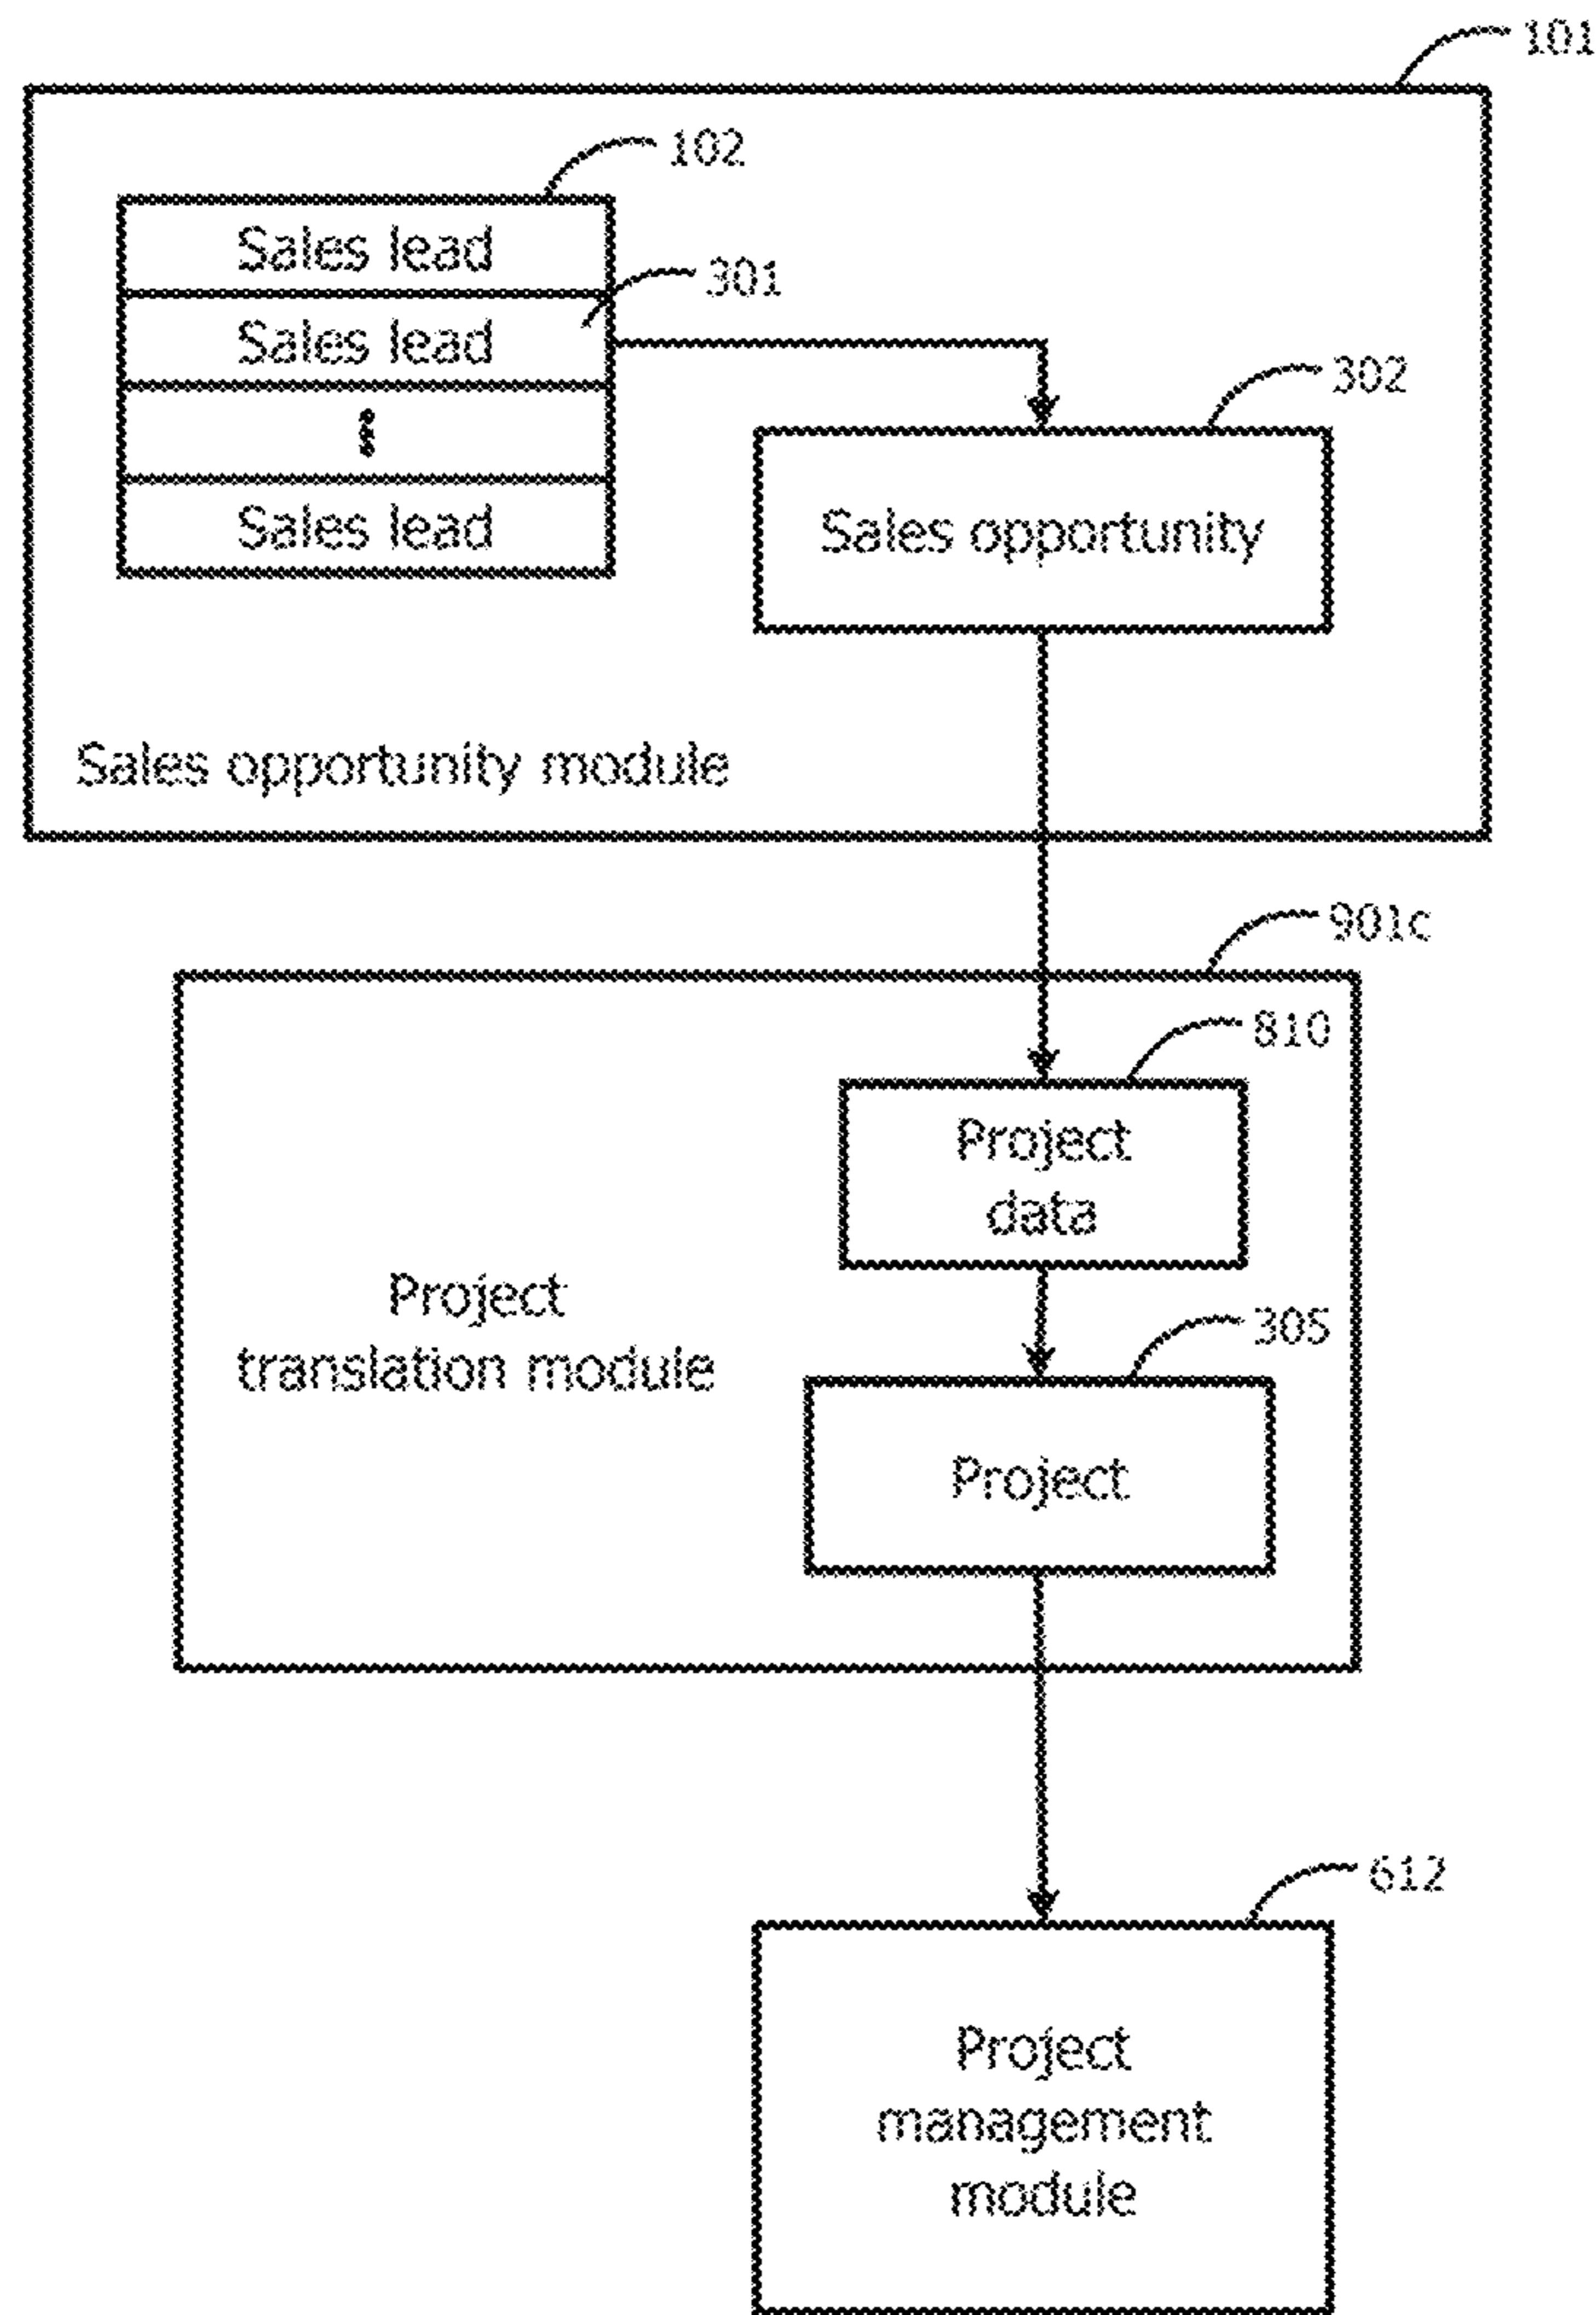 101
102
Sales lead
301
Sales lead
302
Sales lead
Sales opportunity
Sales opportunity module
901c
810
Project
data
Project
translation module
305
Project
612
Project
management
module